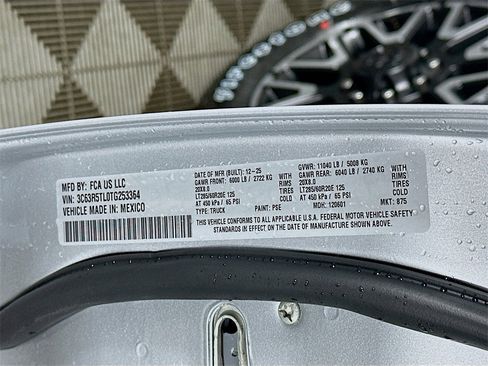 MFD BY: FCA US LLC
VIN: 3C63R5TL0TG253364
VEHICLE MADE IN: MEXICO
DATE OF MFR (BUILT): 12-25
GAWR FRONT: 6000 LB / 2722 KG
WITH
20X8.0
RIMS
LT285/60R20E 125
TIRES
AT 450 kPa / 65 PSI
COLD
TYPE: TRUCK
PAINT: PSE
GVWR: 11040 LB / 5008 KG
GAWR REAR: 6040 LB / 2740 KG
WITH
20X8.0
RIMS
LT285/60R20E 125
TIRES
AT 450 kPa / 65 PSI
COLD
MDH: 120601
MKT: 875
THIS VEHICLE CONFORMS TO ALL APPLICABLE U.S.A. FEDERAL MOTOR VEHICLE SAFETY
STANDARDS IN EFFECT ON THE DATE OF MANUFACTURE SHOWN ABOVE.